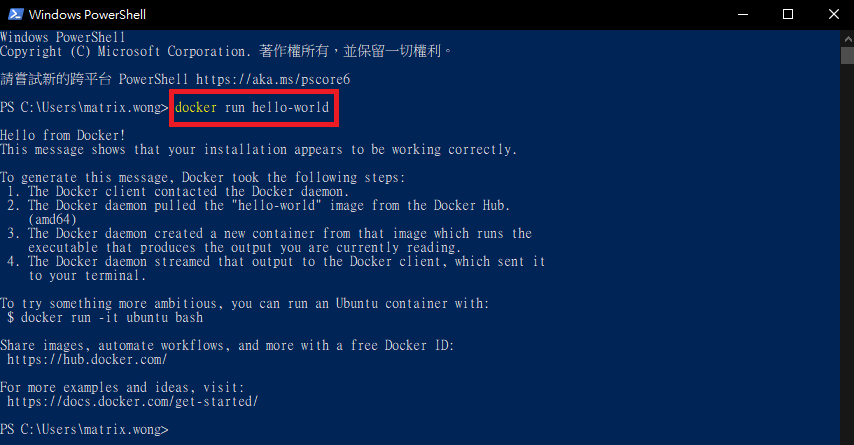 Windows PowerShell
Windows PowerShell
Copyright (C) Microsoft Corporation. 著作權所有，並保留一切權利。
請嘗試新的跨平台 PowerShell https://aka.ms/pscore6
PS C:\Users\matrix.wong> docker run hello-world
Hello from Docker!
This message shows that your installation appears to be working correctly.
To generate this message, Docker took the following steps:
1. The Docker client contacted the Docker daemon.
2. The Docker daemon pulled the "hello-world" image from the Docker Hub.
(amd64)
3. The Docker daemon created a new container from that image which runs the
executable that produces the output you are currently reading.
4. The Docker daemon streamed that output to the Docker client, which sent it
to your terminal.
To try something more ambitious, you can run an Ubuntu container with:
$ docker run -it ubuntu bash
Share images, automate workflows, and more with a free Docker ID:
https://hub.docker.com/
For more examples and ideas, visit:
https://docs.docker.com/get-started/
PS C:\Users\matrix.wong>